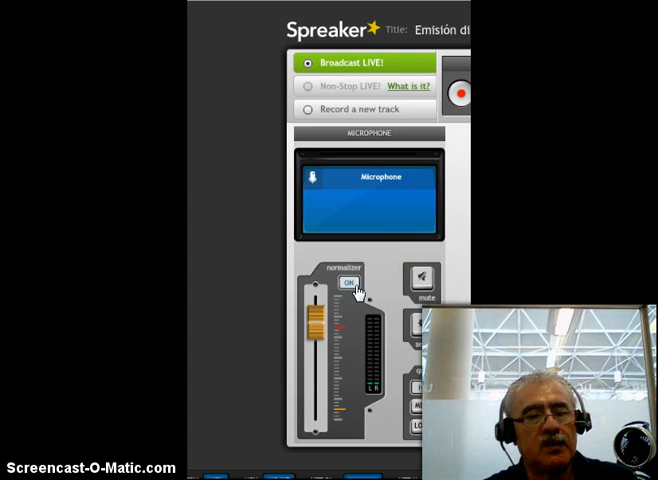 Spreaker Title: Emisión di
Broadcast LIVE!
Non-Stop LIVE! What is it?
Record a new track
MICROPHONE
Microphone
normalizer
ON
mute
L R
Screencast-O-Matic.com